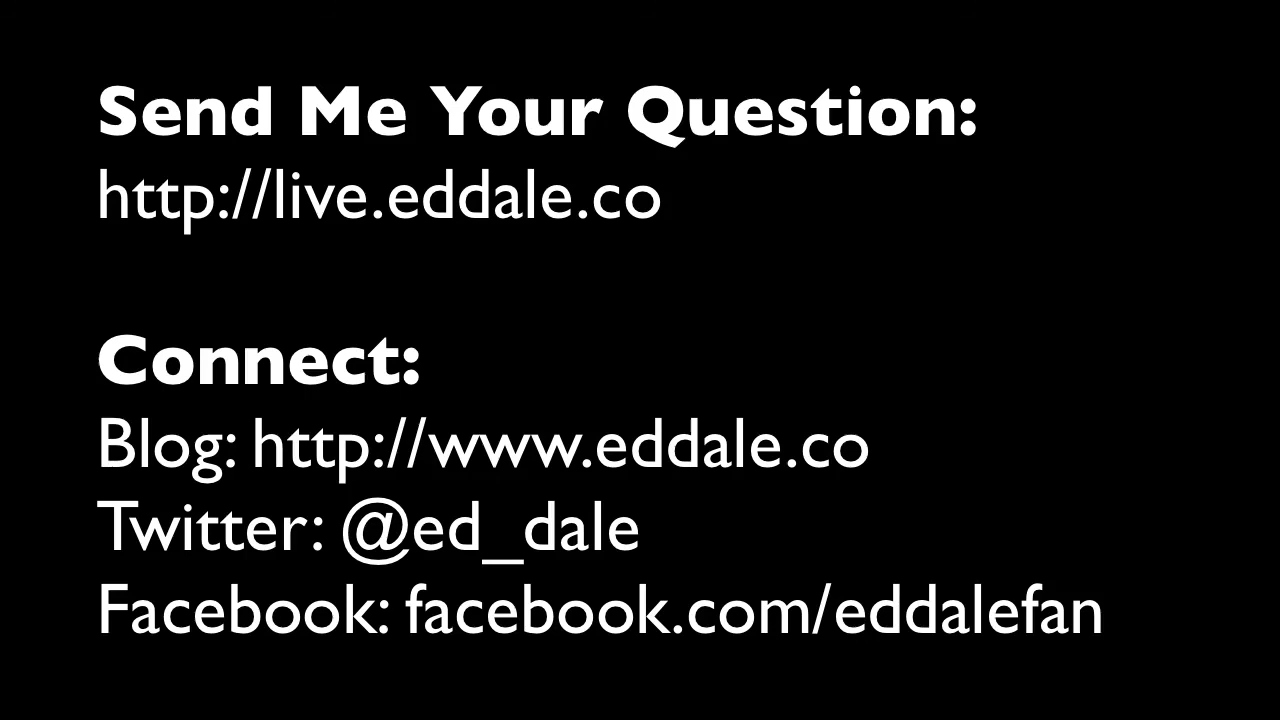 Send Me Your Question:
http://live.eddale.co
Connect:
Blog: http://www.eddale.co
Twitter: @ed_dale
Facebook: facebook.com/eddalefan